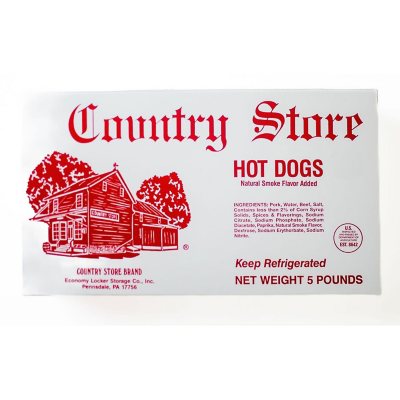 Country Store
HOT DOGS
Natural Smoke Flavor Added
INGREDIENTS: Pork, Water, Beef, Salt,
Contains less than 2% of Corn Syrup
Solids, Spices & Flavorings, Sodium
Citrate, Sodium Phosphate, Sodium
Diacetate, Paprika, Natural Smoke Flavor,
Dextrose, Sodium Erythorbate, Sodium
Nitrite.
U.S.
EST. 8842
COUNTRY STORE
®
COUNTRY STORE BRAND
Economy Locker Storage Co., Inc.
Pennsdale, PA 17756
Keep Refrigerated
NET WEIGHT 5 POUNDS